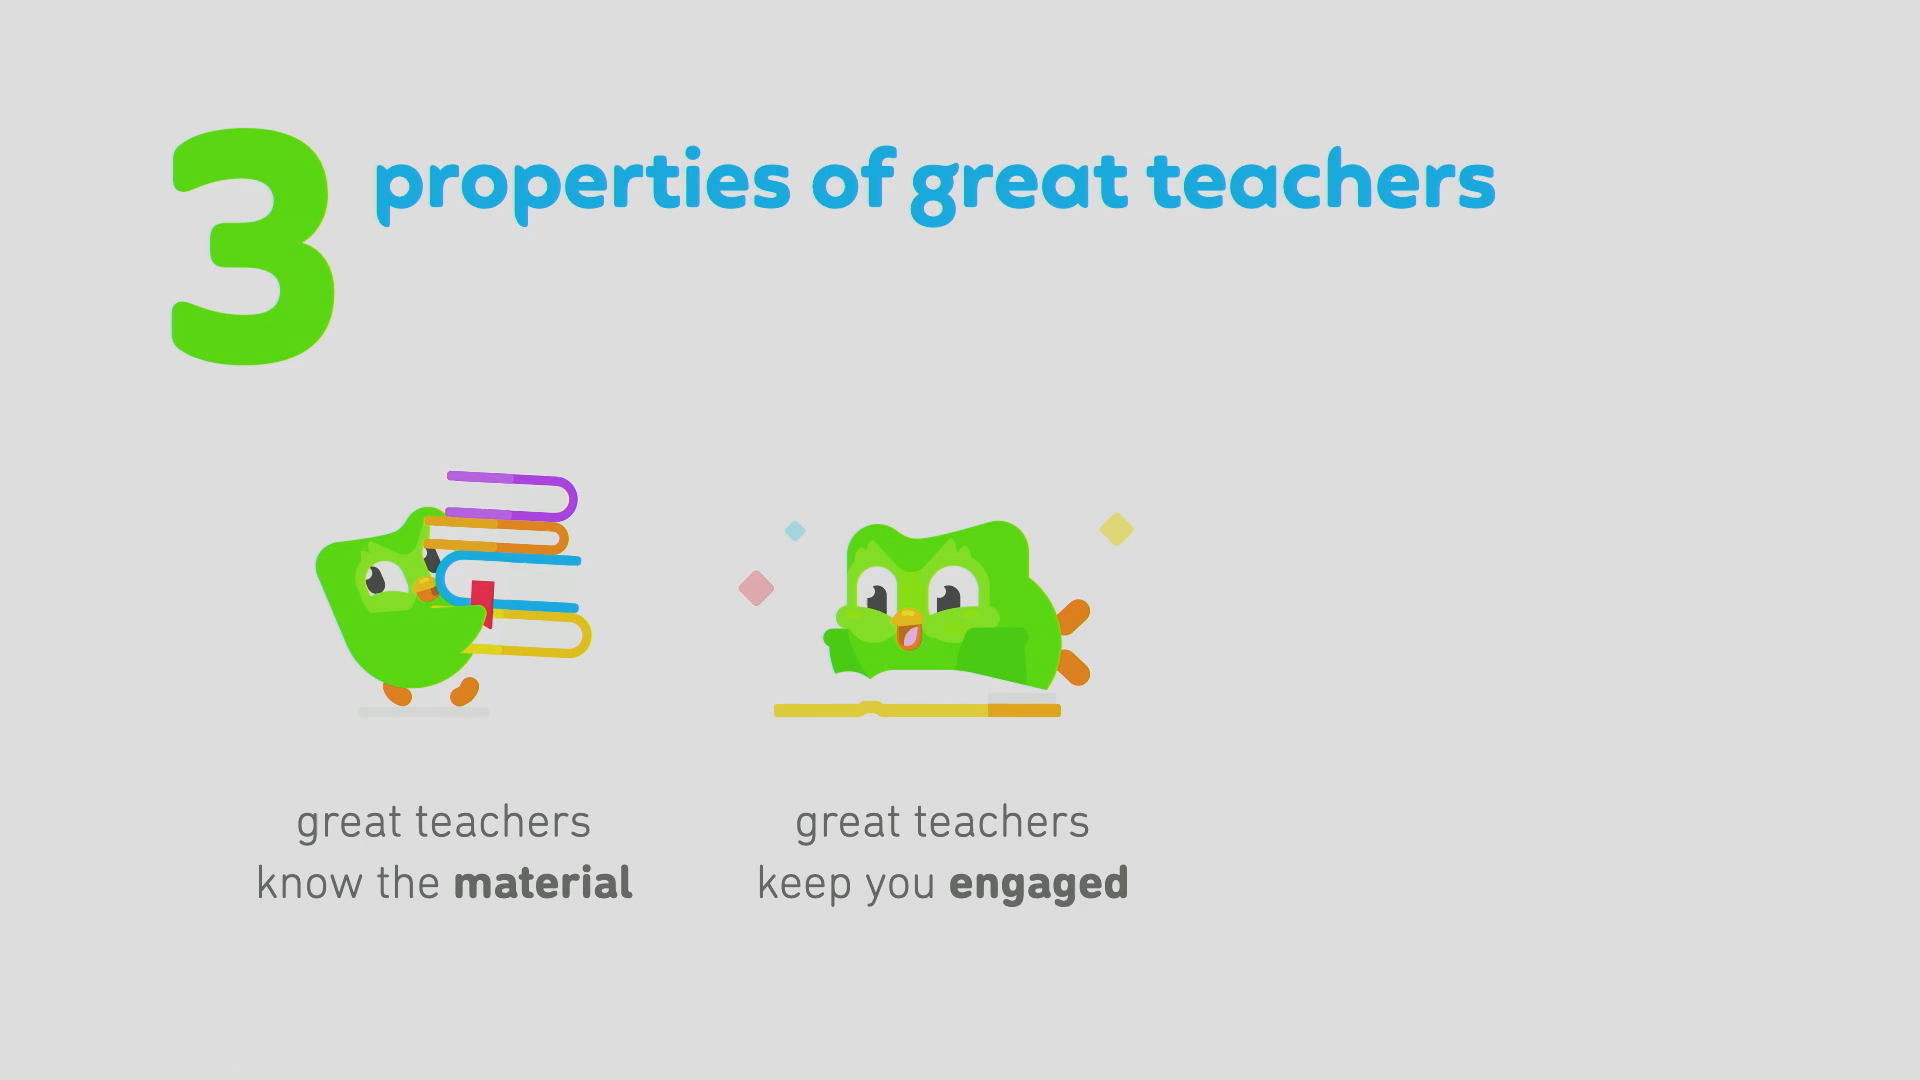 3 properties of great teachers
great teachers
know the material
great teachers
keep you engaged